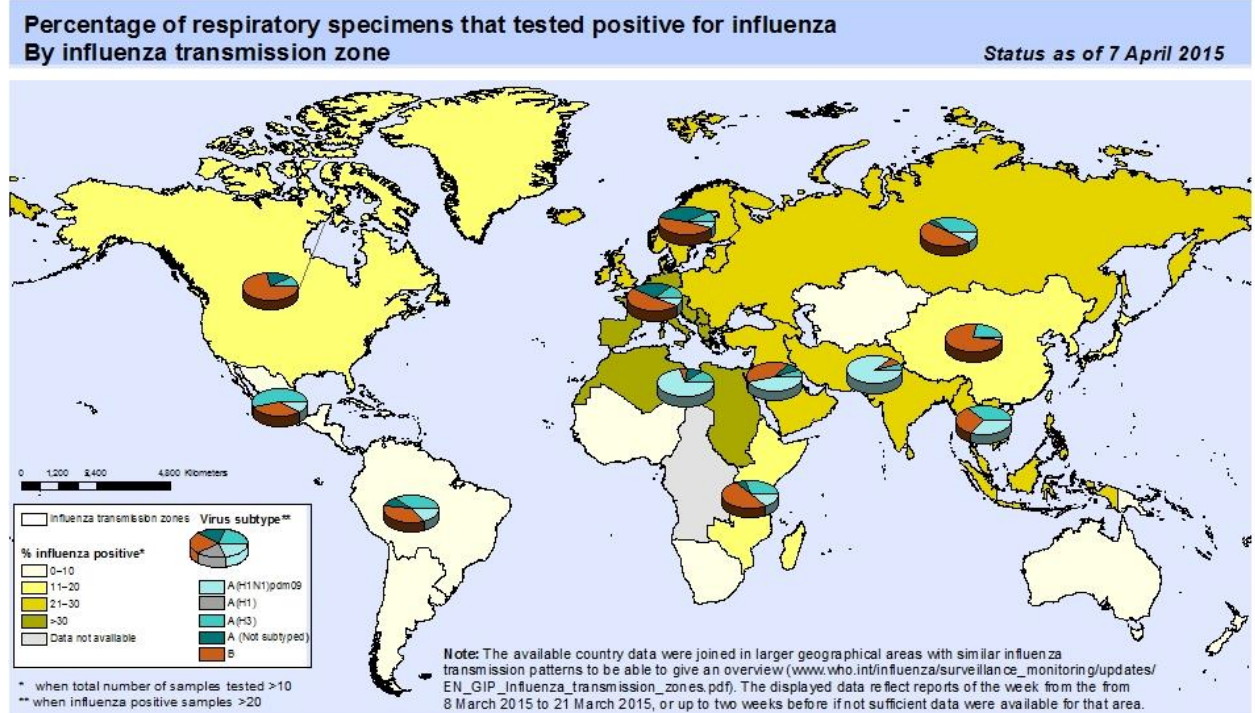 Percentage of respiratory specimens that tested positive for influenza
By influenza transmission zone
Status as of 7 April 2015
0 1,200 2,400 4,800 Kilometers
Influenza transmission zones
Virus subtype**
% influenza positive*
0–10
11–20
21–30
>30
Data not available
A(H1N1)pdm09
A(H1)
A(H3)
A (Not subtyped)
B
* when total number of samples tested >10
** when influenza positive samples >20
Note: The available country data were joined in larger geographical areas with similar influenza
transmission patterns to be able to give an overview (www.who.int/influenza/surveillance_monitoring/updates/
EN_GIP_Influenza_transmission_zones.pdf). The displayed data reflect reports of the week from the from
8 March 2015 to 21 March 2015, or up to two weeks before if not sufficient data were available for that area.